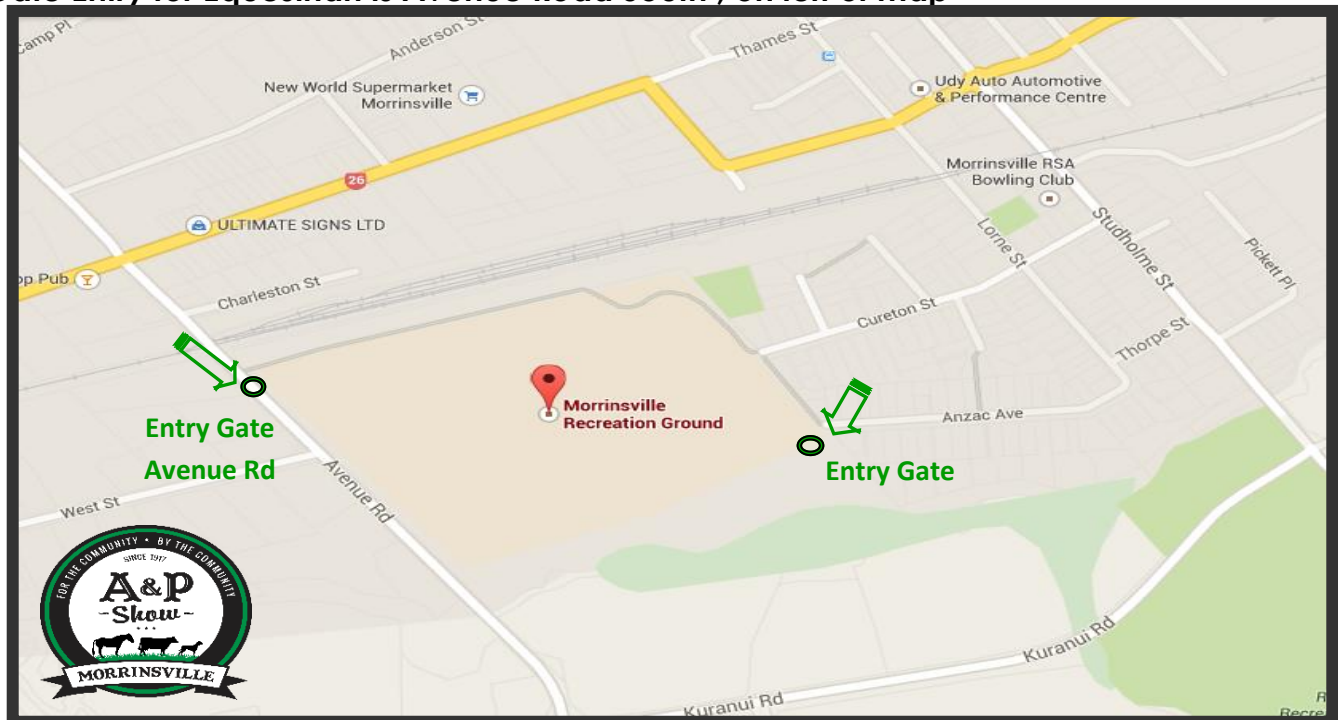 Camp Pl
Anderson St
Thames St
New World Supermarket
Morrinsville
Udy Auto Automotive
& Performance Centre
26
Morrinsville RSA
Bowling Club
ULTIMATE SIGNS LTD
op Pub
Charleston St
Lorne St
Studholme St
Pickett Pl
Cureton St
Thorpe St
Morrinsville
Recreation Ground
Anzac Ave
Entry Gate
Avenue Rd
Entry Gate
Avenue Rd
West St
FOR THE COMMUNITY • BY THE COMMUNITY
SINCE 1917
A&P
-Show-
MORRINSVILLE
Kuranui Rd
Kuranui Rd
R
Recre